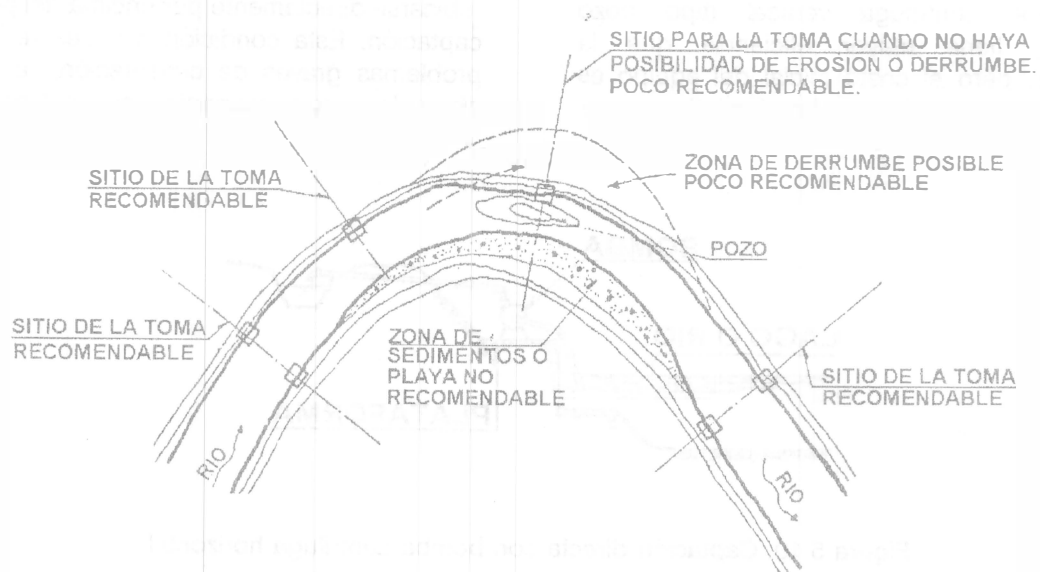 SITIO PARA LA TOMA CUANDO NO HAYA
POSIBILIDAD DE EROSION O DERRUMBE.
POCO RECOMENDABLE.
SITIO DE LA TOMA
RECOMENDABLE
ZONA DE DERRUMBE POSIBLE
POCO RECOMENDABLE
POZO
SITIO DE LA TOMA
RECOMENDABLE
ZONA DE
SEDIMENTOS O
PLAYA NO
RECOMENDABLE
SITIO DE LA TOMA
RECOMENDABLE
RIO
RIO